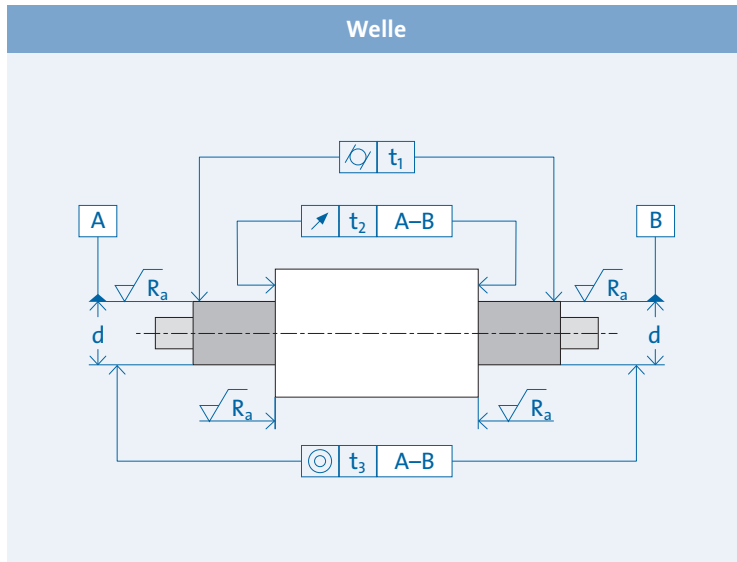 Welle
t₁
A t₂ A–B B
Rₐ Rₐ
d d
Rₐ Rₐ
t₃ A–B